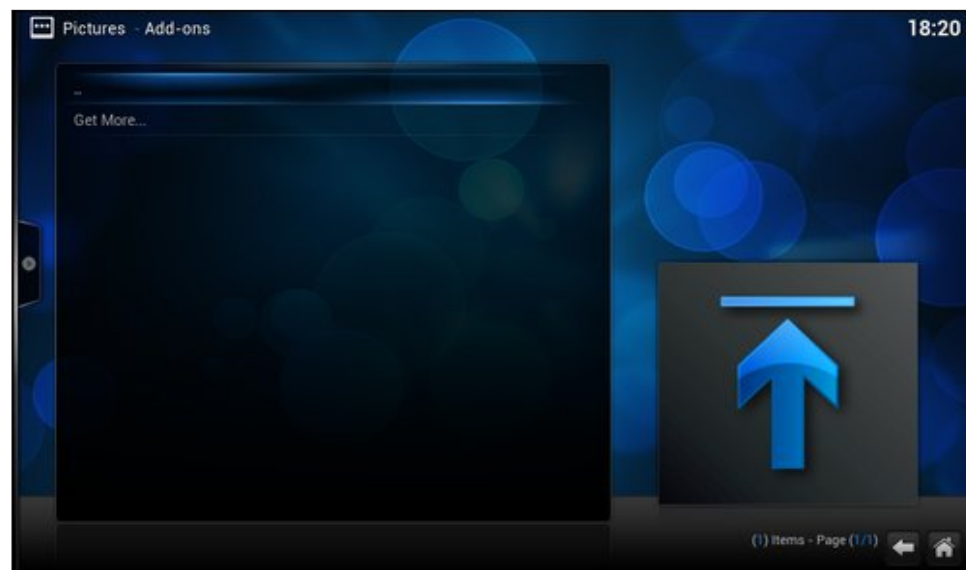 Pictures - Add-ons
18:20
..
Get More...
(1) Items - Page (1/1)